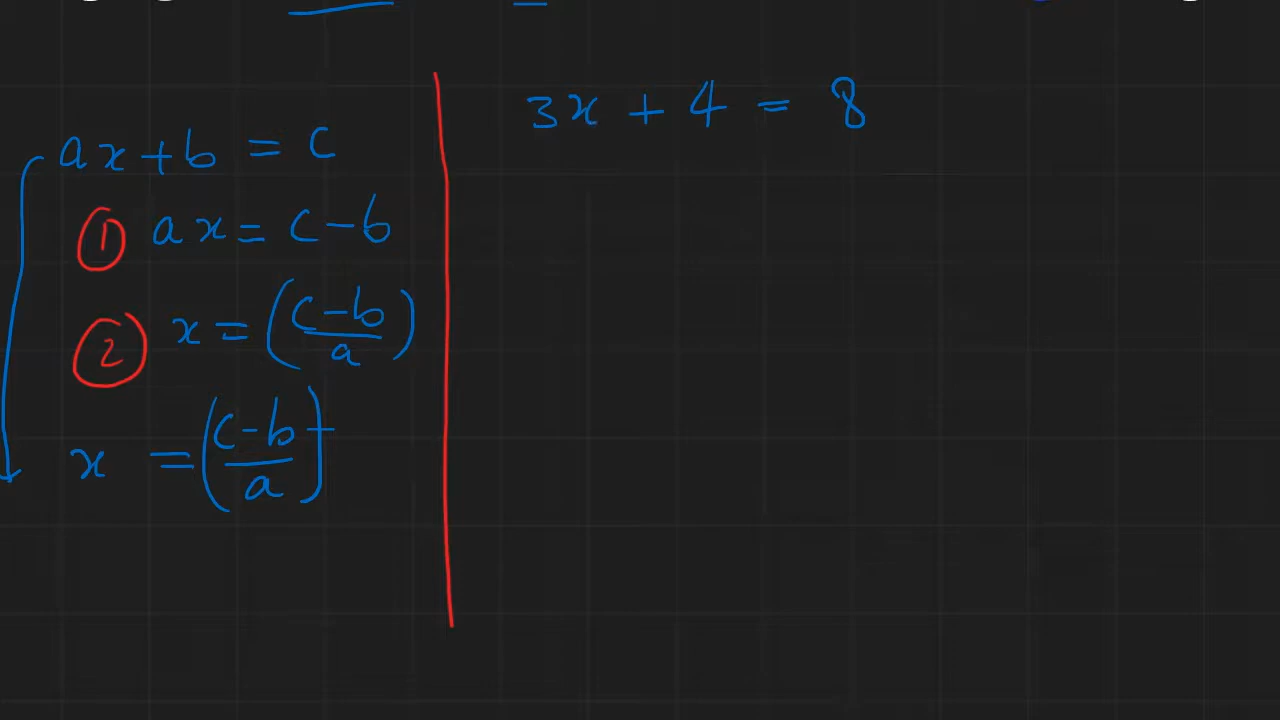 ax + b = c
① ax = c - b
② x = (c - b / a)
x = (c - b / a)
3x + 4 = 8